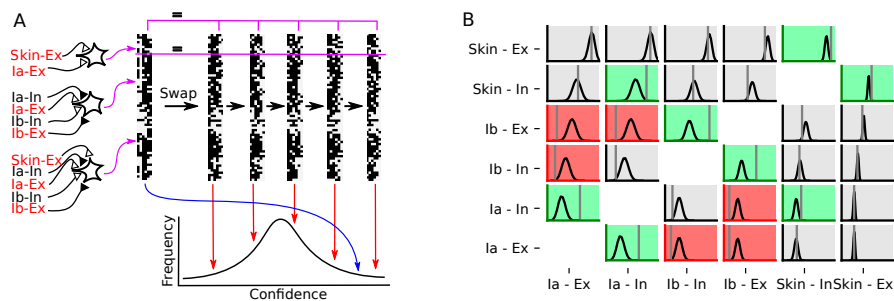 A
=
Skin-Ex
Ia-Ex
=
Ia-In
Ia-Ex
Ib-In
Ib-Ex
Swap
Skin-Ex
Ia-In
Ia-Ex
Ib-In
Ib-Ex
Frequency
Confidence
B
Skin - Ex
Skin - In
Ib - Ex
Ib - In
Ia - In
Ia - Ex
Ia - Ex Ia - In Ib - In Ib - Ex Skin - In Skin - Ex